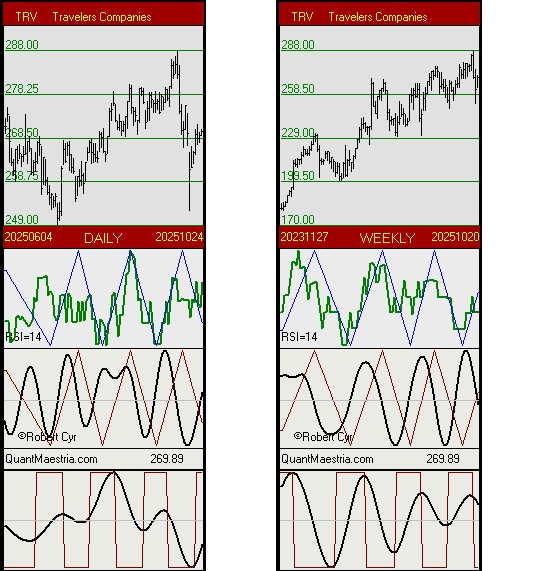 TRV Travelers Companies
288.00
278.25
268.50
258.75
249.00
20250604 DAILY 20251024
RSI=14
©Robert Cyr
QuantMaestria.com 269.89
TRV Travelers Companies
288.00
258.50
229.00
199.50
170.00
20231127 WEEKLY 20251020
RSI=14
©Robert Cyr
QuantMaestria.com 269.89